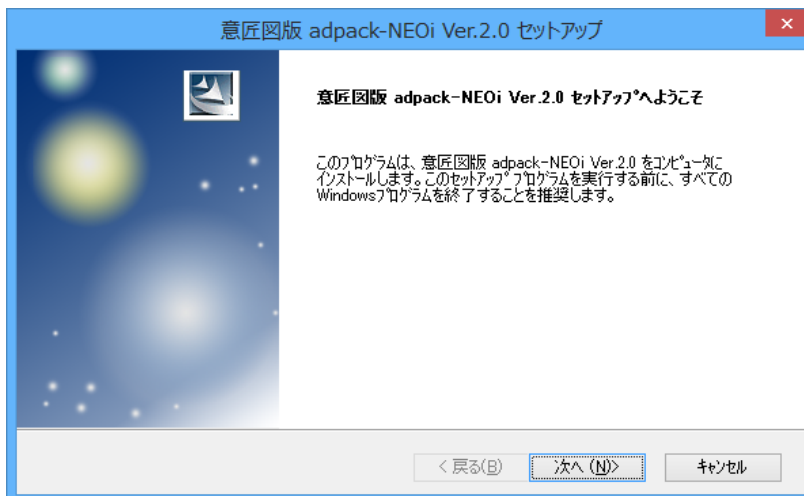 意匠図版 adpack-NEOi Ver.2.0 セットアップ
意匠図版 adpack-NEOi Ver.2.0 ｾｯﾄｱｯﾌﾟへようこそ
このﾌﾟﾛｸﾞﾗﾑは、意匠図版 adpack-NEOi Ver.2.0 をｺﾝﾋﾟｭｰﾀに
ｲﾝｽﾄｰﾙします。このｾｯﾄｱｯﾌﾟ ﾌﾟﾛｸﾞﾗﾑを実行する前に、すべての
Windowsﾌﾟﾛｸﾞﾗﾑを終了することを推奨します。
< 戻る(B)
次へ (N)>
ｷｬﾝｾﾙ